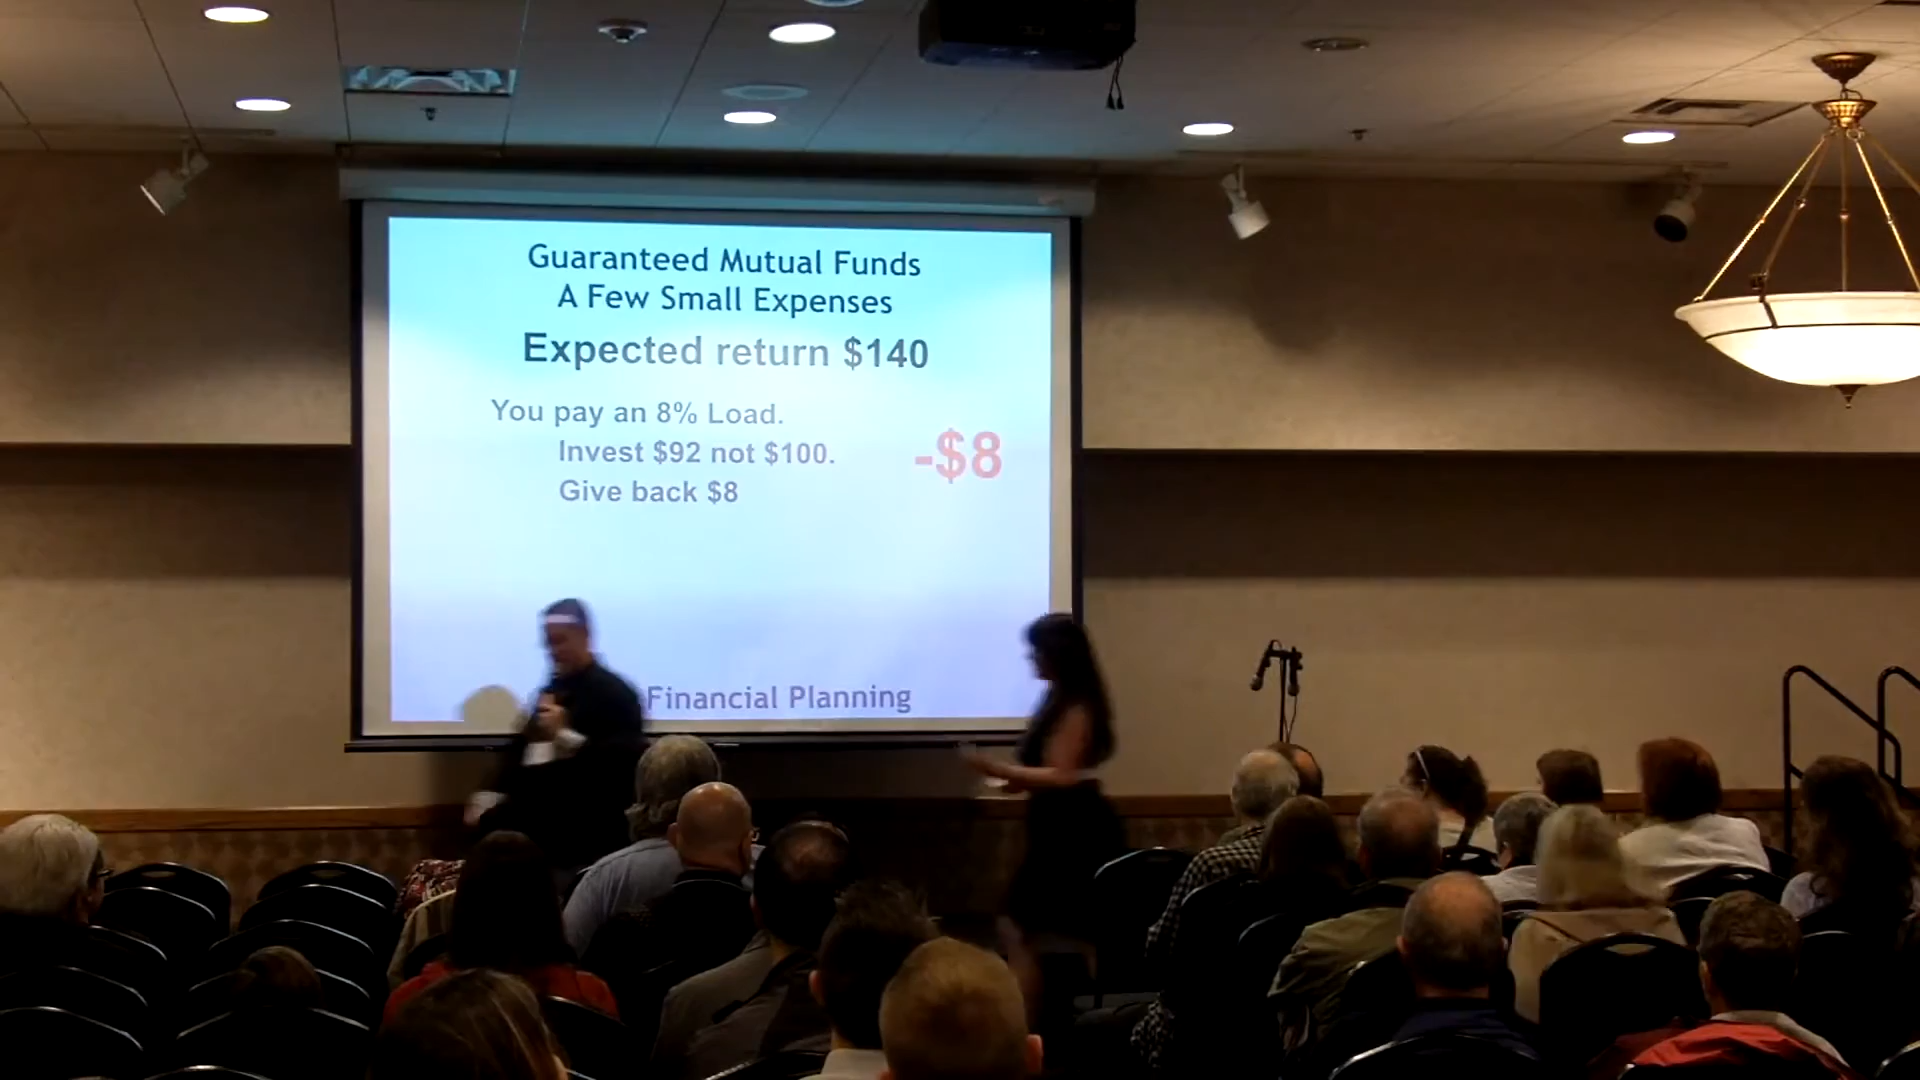 Guaranteed Mutual Funds
A Few Small Expenses
Expected return $140
You pay an 8% Load.
Invest $92 not $100.
Give back $8
-$8
Financial Planning